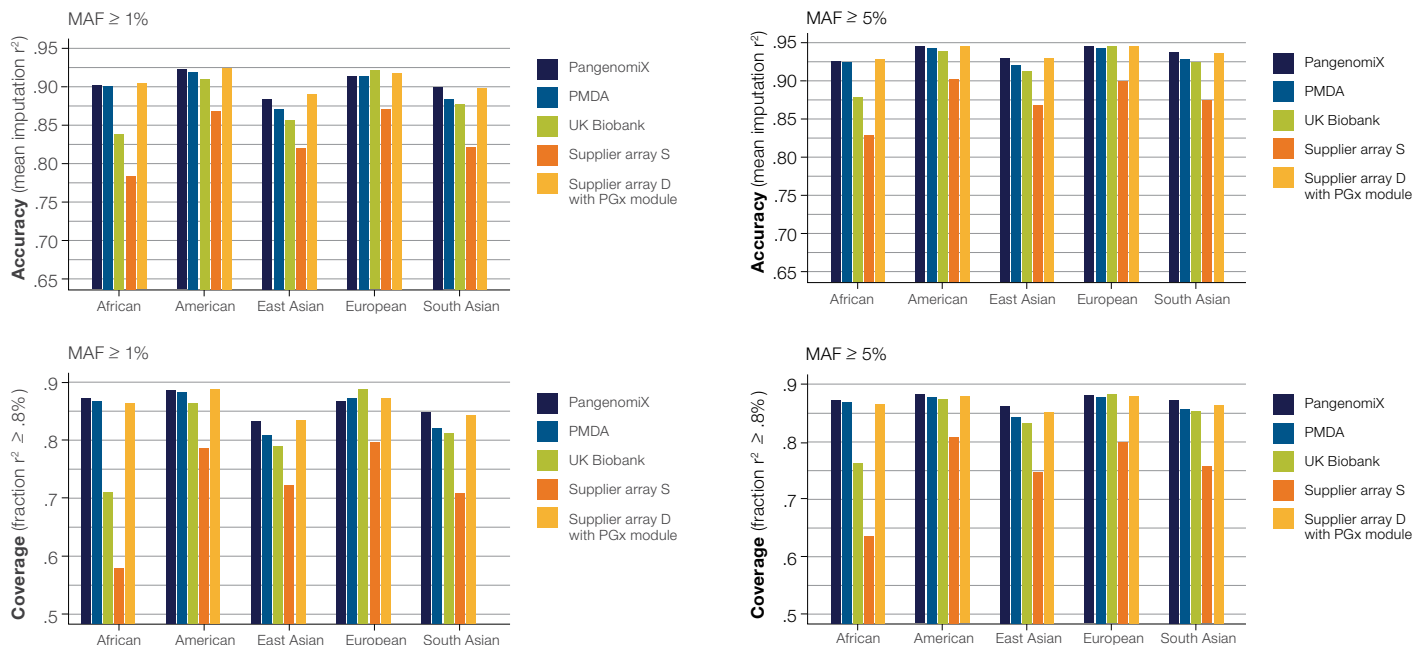 MAF ≥ 1%
Accuracy (mean imputation r²)
.95
.90
.85
.80
.75
.70
.65
African
American
East Asian
European
South Asian
PangenomiX
PMDA
UK Biobank
Supplier array S
Supplier array D
with PGx module
MAF ≥ 5%
Accuracy (mean imputation r²)
.95
.90
.85
.80
.75
.70
.65
African
American
East Asian
European
South Asian
PangenomiX
PMDA
UK Biobank
Supplier array S
Supplier array D
with PGx module
MAF ≥ 1%
Coverage (fraction r² ≥ .8%)
.9
.8
.7
.6
.5
African
American
East Asian
European
South Asian
PangenomiX
PMDA
UK Biobank
Supplier array S
Supplier array D
with PGx module
MAF ≥ 5%
Coverage (fraction r² ≥ .8%)
.9
.8
.7
.6
.5
African
American
East Asian
European
South Asian
PangenomiX
PMDA
UK Biobank
Supplier array S
Supplier array D
with PGx module